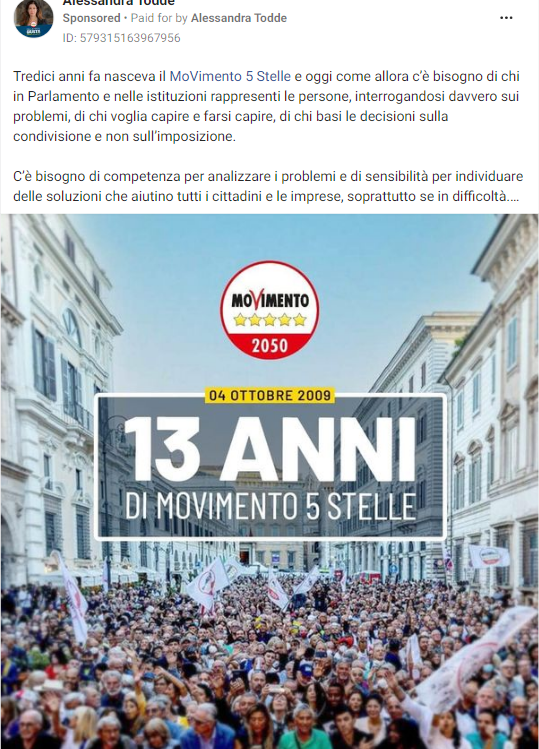 Alessandra Todde
Sponsored • Paid for by Alessandra Todde
ID: 579315163967956
Tredici anni fa nasceva il MoVimento 5 Stelle e oggi come allora c'è bisogno di chi
in Parlamento e nelle istituzioni rappresenti le persone, interrogandosi davvero sui
problemi, di chi voglia capire e farsi capire, di chi basi le decisioni sulla
condivisione e non sull'imposizione.
C'è bisogno di competenza per analizzare i problemi e di sensibilità per individuare
delle soluzioni che aiutino tutti i cittadini e le imprese, soprattutto se in difficoltà....
MOVIMENTO
2050
04 OTTOBRE 2009
13 ANNI
DI MOVIMENTO 5 STELLE